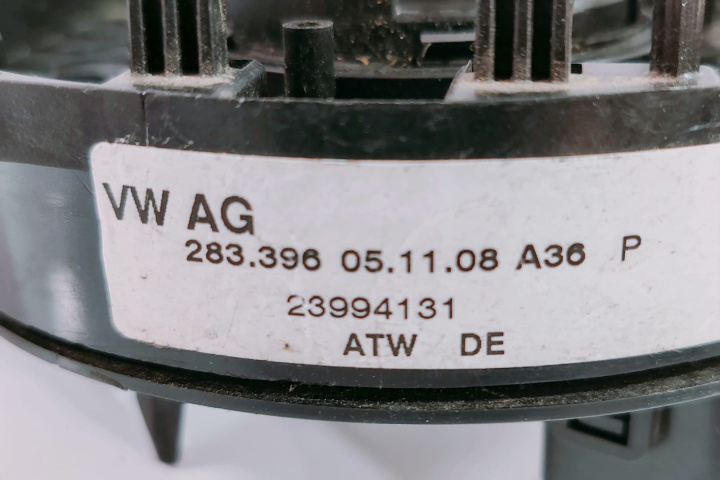 VW AG
283.396 05.11.08 A36 P
23994131
ATW DE